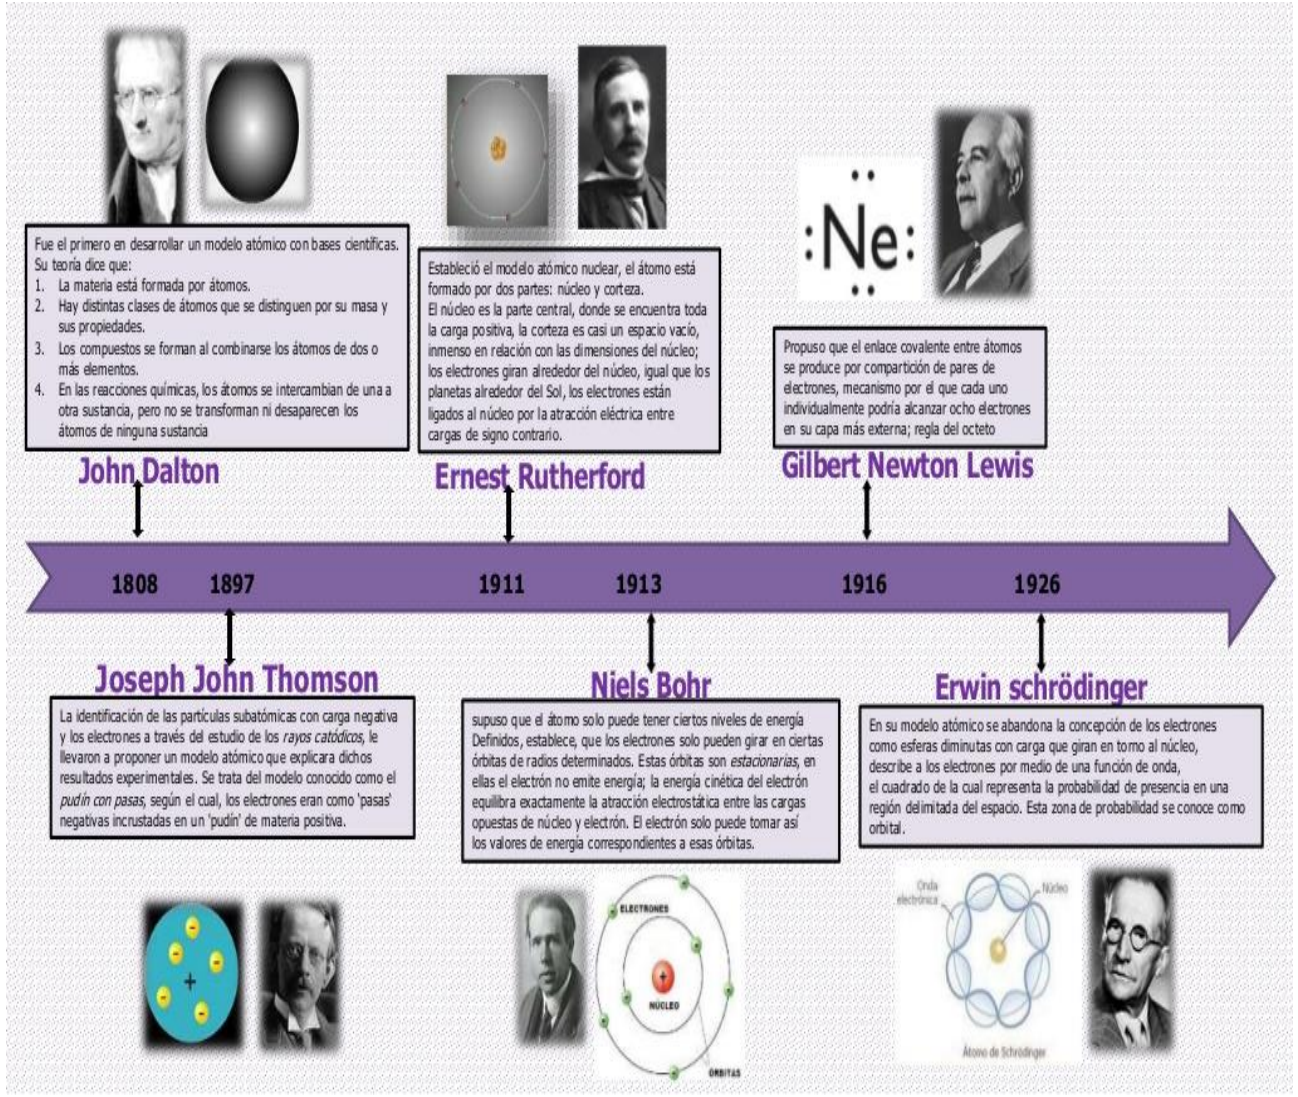 Fue el primero en desarrollar un modelo atómico con bases científicas.
Su teoría dice que:
1. La materia está formada por átomos.
2. Hay distintas clases de átomos que se distinguen por su masa y
sus propiedades.
3. Los compuestos se forman al combinarse los átomos de dos o
más elementos.
4. En las reacciones químicas, los átomos se intercambian de una a
otra sustancia, pero no se transforman ni desaparecen los
átomos de ninguna sustancia
John Dalton
Estableció el modelo atómico nuclear, el átomo está
formado por dos partes: núcleo y corteza.
El núcleo es la parte central, donde se encuentra toda
la carga positiva, la corteza es casi un espacio vacío,
inmenso en relación con las dimensiones del núcleo;
los electrones giran alrededor del núcleo, igual que los
planetas alrededor del Sol, los electrones están
ligados al núcleo por la atracción eléctrica entre
cargas de signo contrario.
Ernest Rutherford
:Ne:
Propuso que el enlace covalente entre átomos
se produce por compartición de pares de
electrones, mecanismo por el que cada uno
individualmente podría alcanzar ocho electrones
en su capa más externa; regla del octeto
Gilbert Newton Lewis
1808 1897 1911 1913 1916 1926
Joseph John Thomson
La identificación de las partículas subatómicas con carga negativa
y los electrones a través del estudio de los rayos catódicos, le
llevaron a proponer un modelo atómico que explicara dichos
resultados experimentales. Se trata del modelo conocido como el
pudín con pasas, según el cual, los electrones eran como 'pasas'
negativas incrustadas en un 'pudín' de materia positiva.
- - - - -
+
Niels Bohr
supuso que el átomo solo puede tener ciertos niveles de energía
Definidos, establece, que los electrones solo pueden girar en ciertas
órbitas de radios determinados. Estas órbitas son estacionarias, en
ellas el electrón no emite energía; la energía cinética del electrón
equilibra exactamente la atracción electrostática entre las cargas
opuestas de núcleo y electrón. El electrón solo puede tomar así
los valores de energía correspondientes a esas órbitas.
ELECTRONES
+
NÚCLEO
ÓRBITAS
Erwin schrödinger
En su modelo atómico se abandona la concepción de los electrones
como esferas diminutas con carga que giran en torno al núcleo,
describe a los electrones por medio de una función de onda,
el cuadrado de la cual representa la probabilidad de presencia en una
región delimitada del espacio. Esta zona de probabilidad se conoce como
orbital.
Onda
electrónica
Núcleo
Átomo de Schrödinger